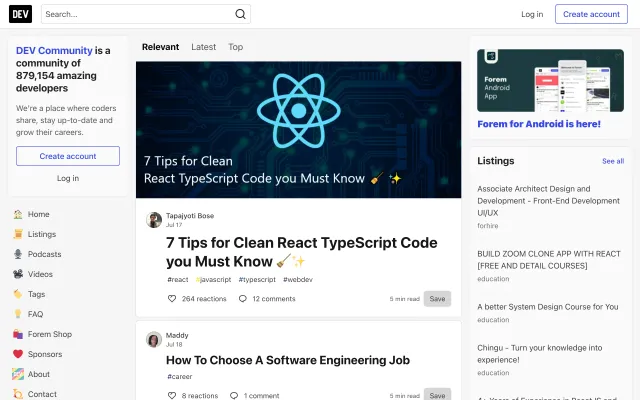 DEV
Search...
Log in
Create account
DEV Community is a
community of
879,154 amazing
developers
We're a place where coders
share, stay up-to-date and
grow their careers.
Create account
Log in
Home
Listings
Podcasts
Videos
Tags
FAQ
Forem Shop
Sponsors
About
Contact
Relevant
Latest
Top
7 Tips for Clean
React TypeScript Code you Must Know 🧹 ✨
Tapajyoti Bose
Jul 17
7 Tips for Clean React TypeScript Code
you Must Know 🧹✨
#react #javascript #typescript #webdev
264 reactions
12 comments
5 min read
Save
Maddy
Jul 18
How To Choose A Software Engineering Job
#career
8 reactions
1 comment
5 min read
Save
Forem
Android
App
Forem for Android is here!
Listings
See all
Associate Architect Design and
Development - Front-End Development
UI/UX
forhire
BUILD ZOOM CLONE APP WITH REACT
[FREE AND DETAIL COURSES]
education
A better System Design Course for You
education
Chingu - Turn your knowledge into
experience!
education